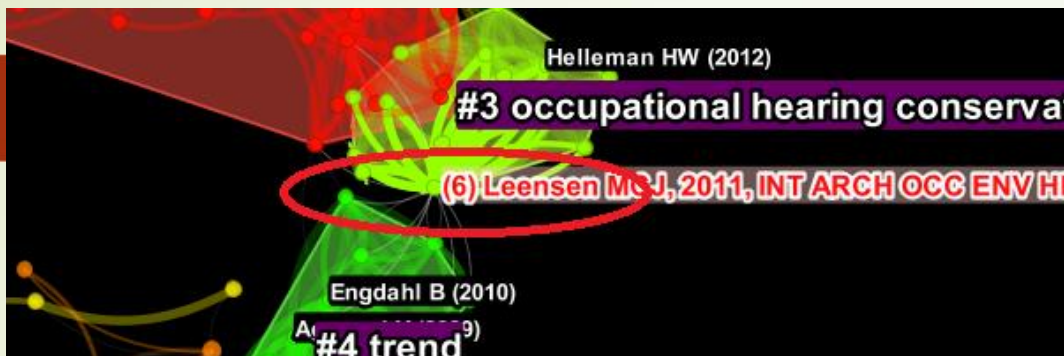 Helleman HW (2012)
#3 occupational hearing conserva
(6) Leensen MCJ, 2011, INT ARCH OCC ENV HE
Engdahl B (2010)
#4 trend